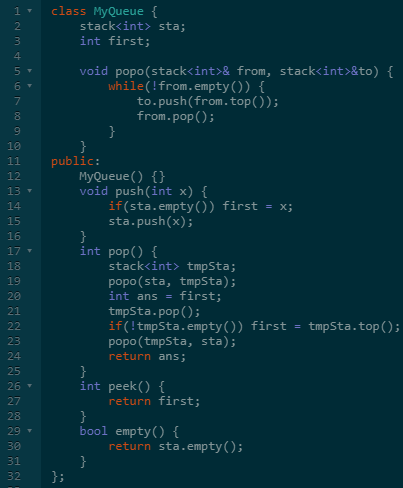 1 class MyQueue {
2     stack<int> sta;
3     int first;
4
5     void popo(stack<int>& from, stack<int>&to) {
6         while(!from.empty()) {
7             to.push(from.top());
8             from.pop();
9         }
10     }
11 public:
12     MyQueue() {}
13     void push(int x) {
14         if(sta.empty()) first = x;
15         sta.push(x);
16     }
17     int pop() {
18         stack<int> tmpSta;
19         popo(sta, tmpSta);
20         int ans = first;
21         tmpSta.pop();
22         if(!tmpSta.empty()) first = tmpSta.top();
23         popo(tmpSta, sta);
24         return ans;
25     }
26     int peek() {
27         return first;
28     }
29     bool empty() {
30         return sta.empty();
31     }
32 };